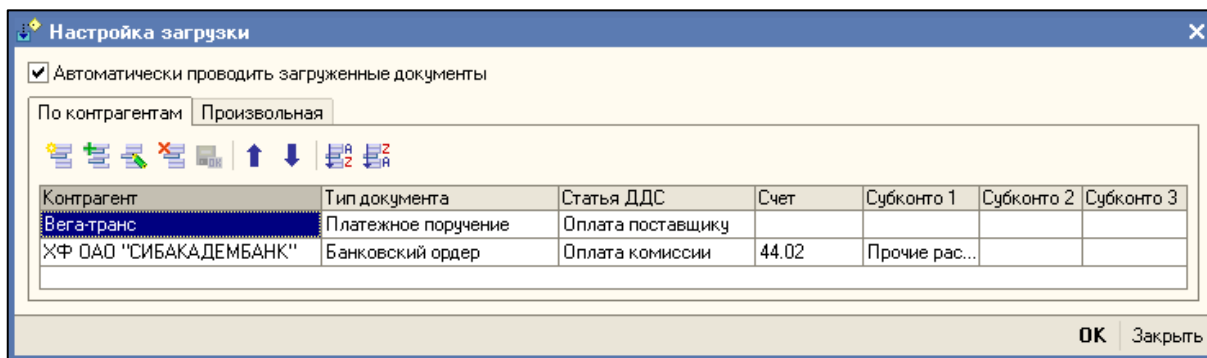 Настройка загрузки
Автоматически проводить загруженные документы
По контрагентам Произвольная
Контрагент Тип документа Статья ДДС Счет Субконто 1 Субконто 2 Субконто 3
Вега-транс Платежное поручение Оплата поставщику
ХФ ОАО "СИБАКАДЕМБАНК" Банковский ордер Оплата комиссии 44.02 Прочие рас...
OK Закрыть